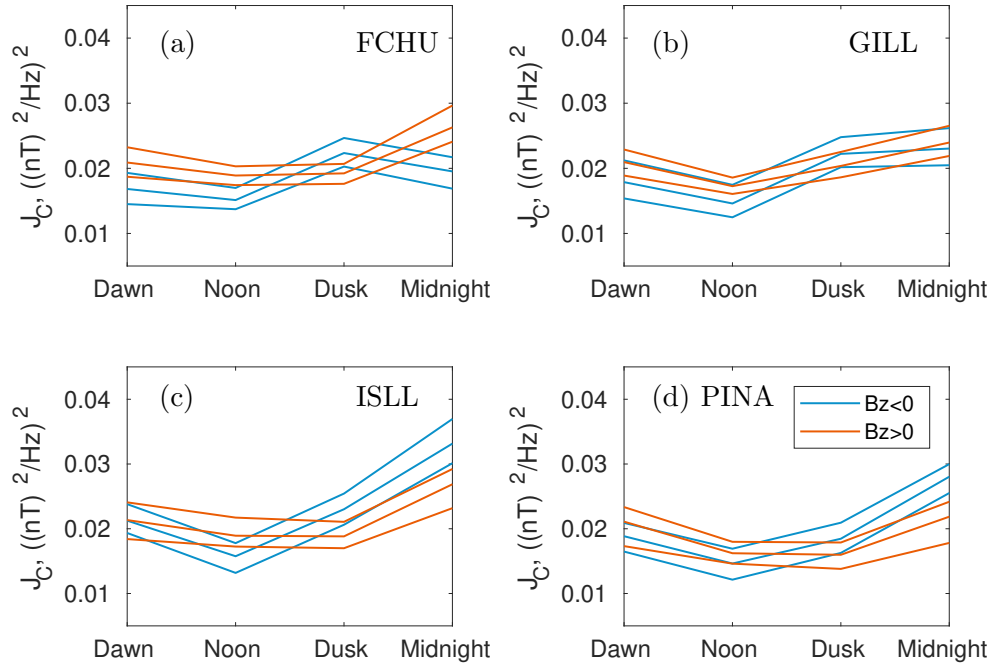 (a) FCHU
0.04
0.03
0.02
0.01
J_C, ((nT) ^2/Hz)^2
Dawn Noon Dusk Midnight
(b) GILL
0.04
0.03
0.02
0.01
J_C, ((nT) ^2/Hz)^2
Dawn Noon Dusk Midnight
(c) ISLL
0.04
0.03
0.02
0.01
J_C, ((nT) ^2/Hz)^2
Dawn Noon Dusk Midnight
(d) PINA
Bz<0
Bz>0
0.04
0.03
0.02
0.01
J_C, ((nT) ^2/Hz)^2
Dawn Noon Dusk Midnight